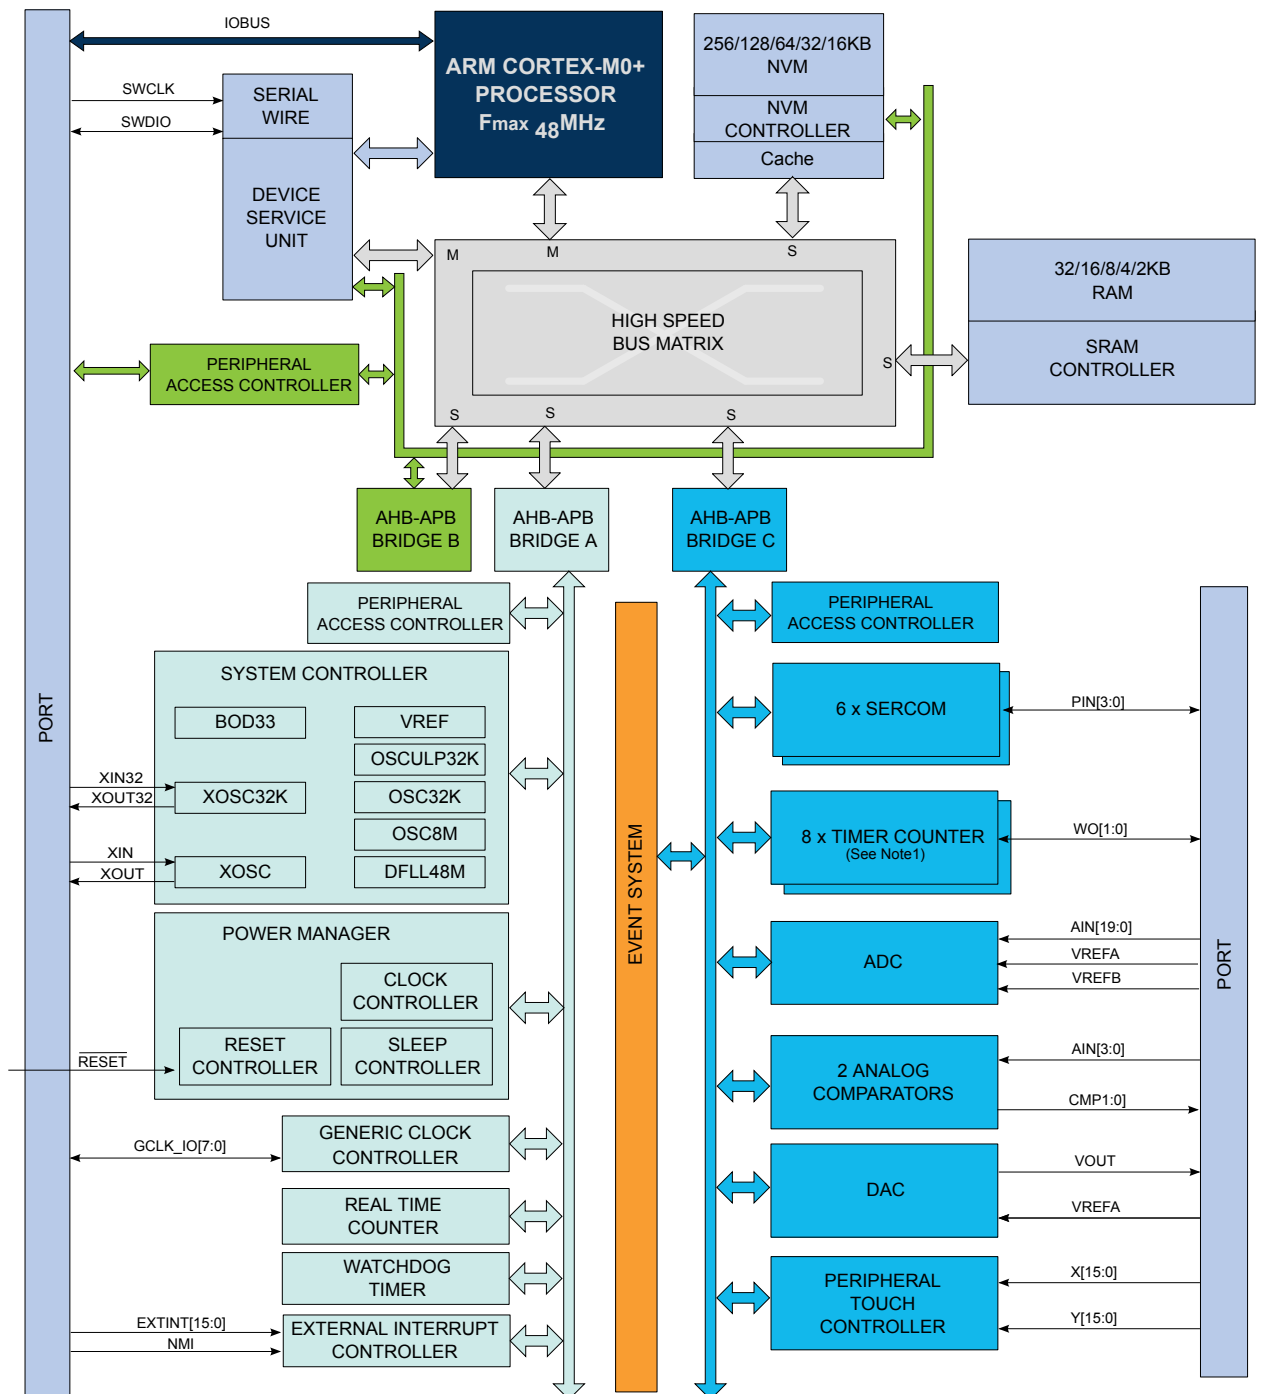 IOBUS
ARM CORTEX-M0+
PROCESSOR
Fmax 48MHz
256/128/64/32/16KB
NVM
NVM
CONTROLLER
Cache
SWCLK
SWDIO
SERIAL
WIRE
DEVICE
SERVICE
UNIT
M
M
S
32/16/8/4/2KB
RAM
SRAM
CONTROLLER
HIGH SPEED
BUS MATRIX
S
PERIPHERAL
ACCESS CONTROLLER
S
S
S
AHB-APB
BRIDGE B
AHB-APB
BRIDGE A
AHB-APB
BRIDGE C
PORT
PERIPHERAL
ACCESS CONTROLLER
SYSTEM CONTROLLER
BOD33
VREF
OSCULP32K
XIN32
XOUT32
XOSC32K
OSC32K
OSC8M
XIN
XOUT
XOSC
DFLL48M
POWER MANAGER
CLOCK
CONTROLLER
RESET
RESET
CONTROLLER
SLEEP
CONTROLLER
GCLK_IO[7:0]
GENERIC CLOCK
CONTROLLER
REAL TIME
COUNTER
WATCHDOG
TIMER
EXTINT[15:0]
NMI
EXTERNAL INTERRUPT
CONTROLLER
EVENT SYSTEM
PERIPHERAL
ACCESS CONTROLLER
6 x SERCOM
PIN[3:0]
8 x TIMER COUNTER
(See Note1)
WO[1:0]
ADC
AIN[19:0]
VREFA
VREFB
2 ANALOG
COMPARATORS
AIN[3:0]
CMP1:0]
DAC
VOUT
VREFA
PERIPHERAL
TOUCH
CONTROLLER
X[15:0]
Y[15:0]
PORT